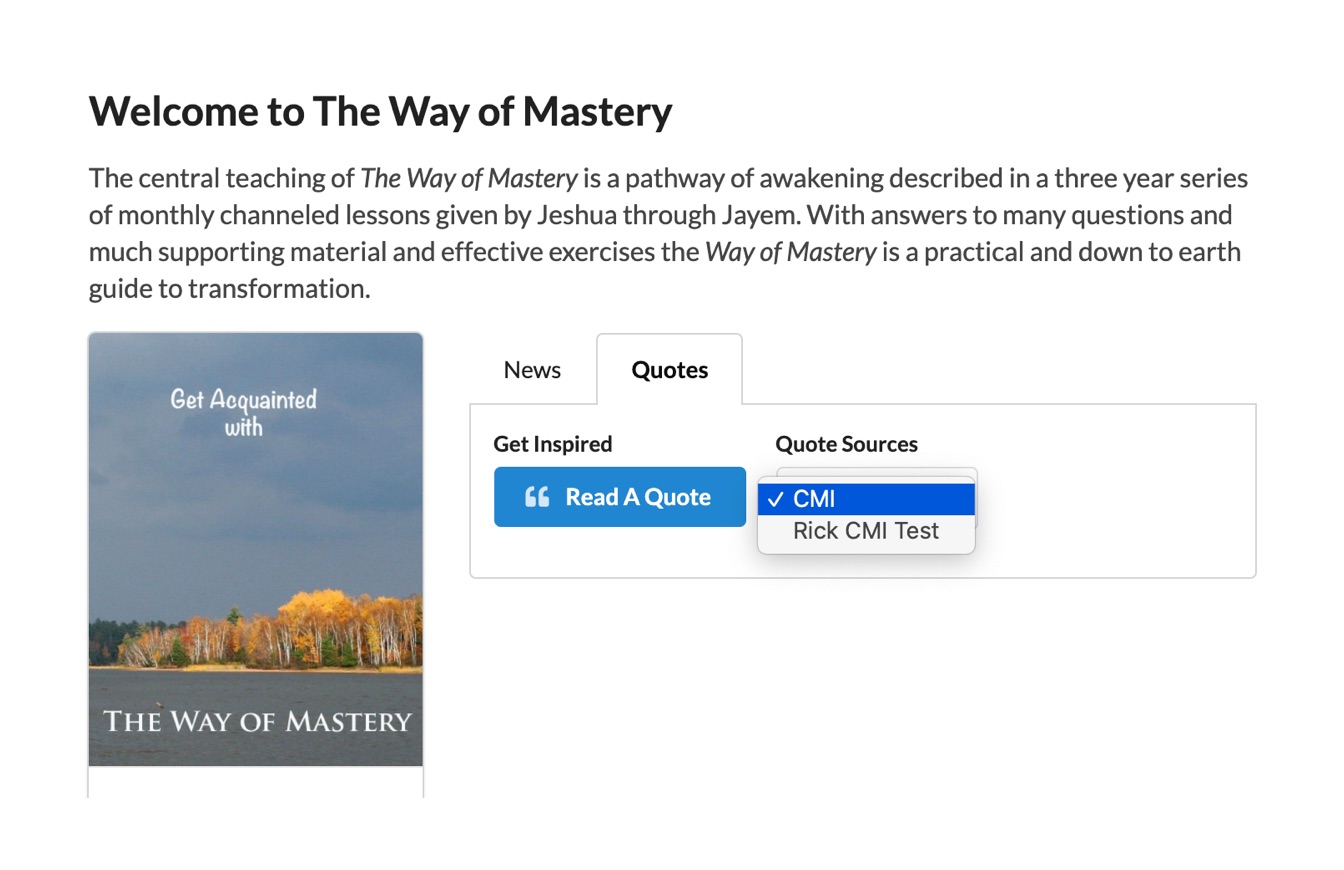 Welcome to The Way of Mastery
The central teaching of The Way of Mastery is a pathway of awakening described in a three year series
of monthly channeled lessons given by Jeshua through Jayem. With answers to many questions and
much supporting material and effective exercises the Way of Mastery is a practical and down to earth
guide to transformation.
Get Acquainted
with
THE WAY OF MASTERY
News
Quotes
Get Inspired
Quote Sources
Read A Quote
CMI
Rick CMI Test